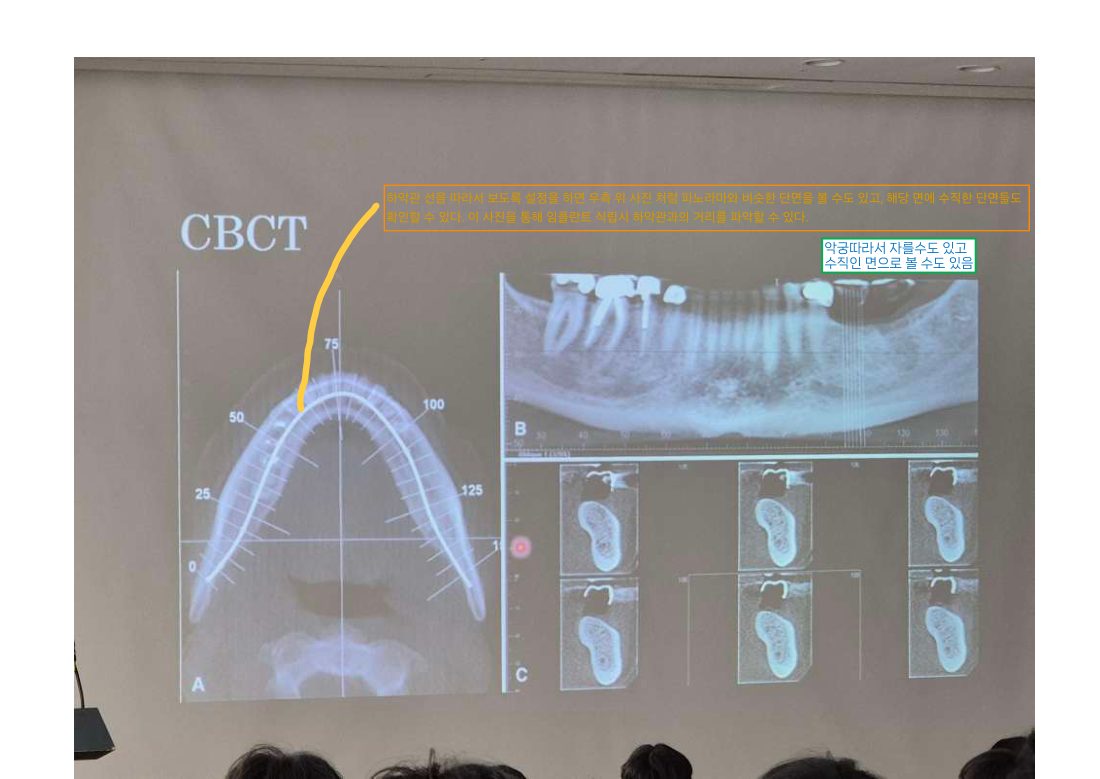 하악관 선을 따라서 보도록 설정을 하면 우측 위 사진 처럼 파노라마와 비슷한 단면을 볼 수도 있고, 해당 면에 수직한 단면들도
확인할 수 있다. 이 사진을 통해 임플란트 식립시 하악관과의 거리를 파악할 수 있다.
CBCT
악궁따라서 자를수도 있고
수직인 면으로 볼 수도 있음
75
50
100
25
125
0
A
B
120
130
C